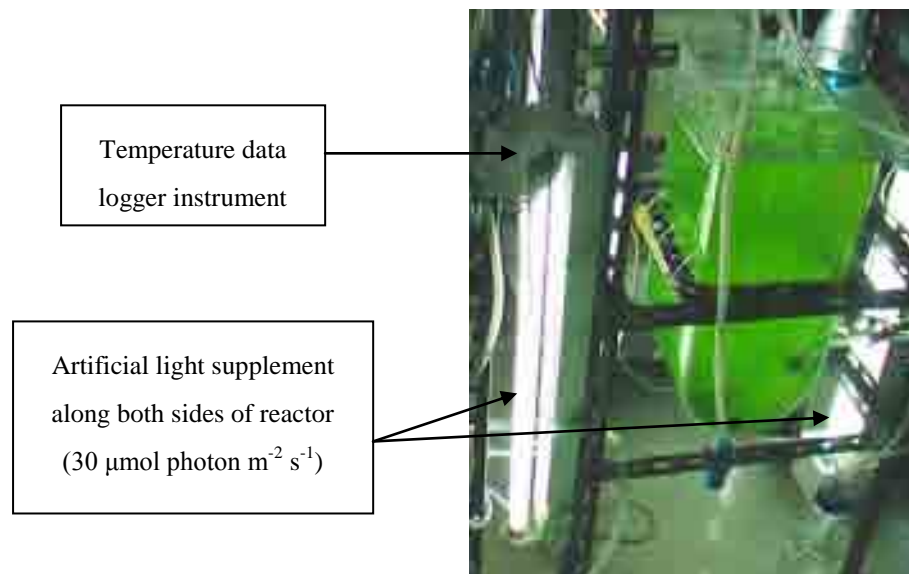 Temperature data
logger instrument
Artificial light supplement
along both sides of reactor
(30 μmol photon m⁻² s⁻¹)